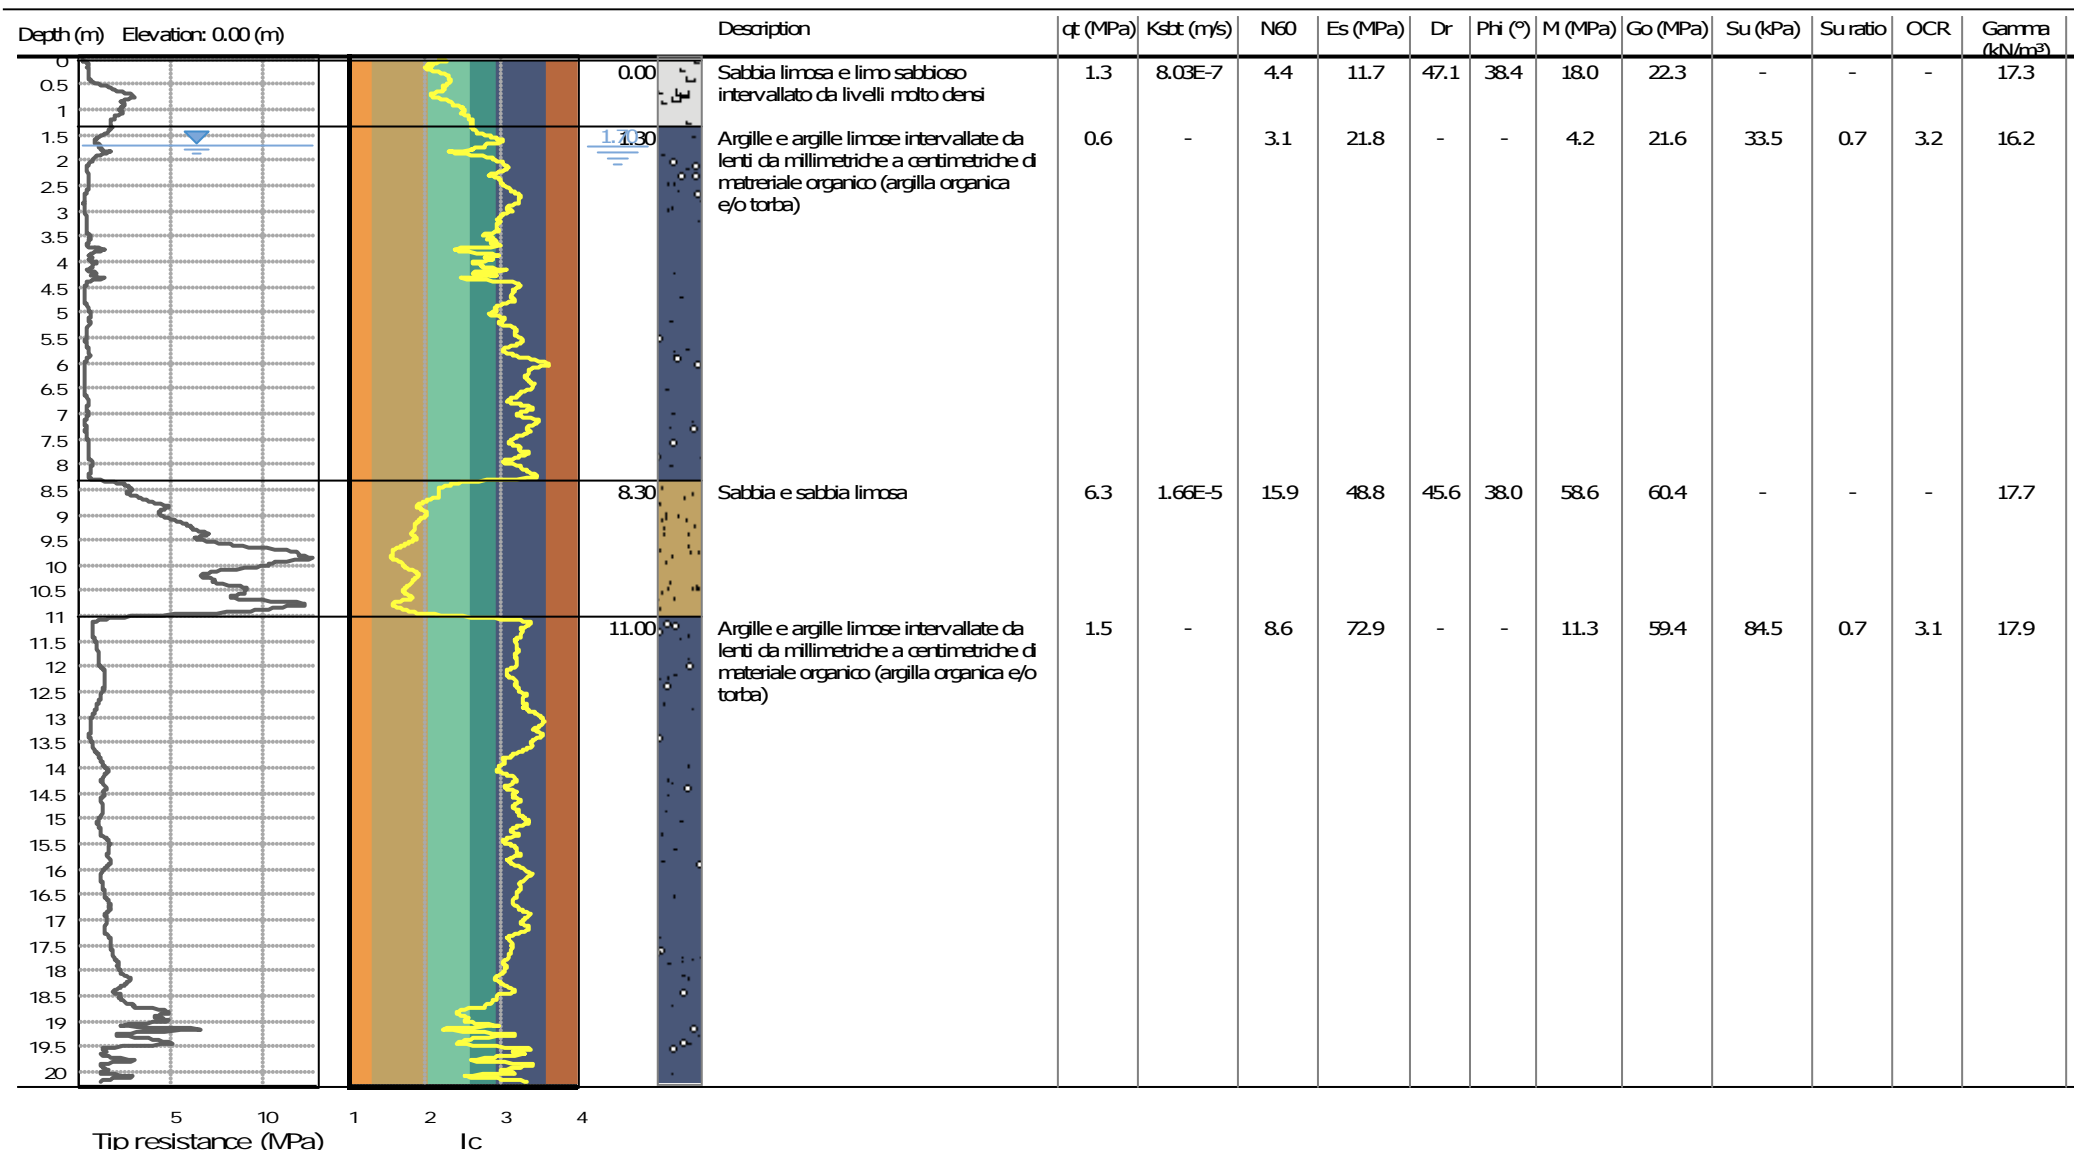 Depth (m) Elevation: 0.00 (m)
Description
qt (MPa) Ksbt (m/s) N60 Es (MPa) Dr Phi (°) M (MPa) Go (MPa) Su (kPa) Su ratio OCR Gamma (kN/m³)
0
0.5
1
1.5
2
2.5
3
3.5
4
4.5
5
5.5
6
6.5
7
7.5
8
8.5
9
9.5
10
10.5
11
11.5
12
12.5
13
13.5
14
14.5
15
15.5
16
16.5
17
17.5
18
18.5
19
19.5
20
0.00 Sabbia limosa e limo sabbioso
intervallato da livelli molto densi
1.3 8.03E-7 4.4 11.7 47.1 38.4 18.0 22.3 - - - 17.3
1.70
1.30 Argille e argille limose intervallate da
lenti da millimetriche a centimetriche di
matreriale organico (argilla organica
e/o torba)
0.6 - 3.1 21.8 - - 4.2 21.6 33.5 0.7 3.2 16.2
8.30 Sabbia e sabbia limosa
6.3 1.66E-5 15.9 48.8 45.6 38.0 58.6 60.4 - - - 17.7
11.00 Argille e argille limose intervallate da
lenti da millimetriche a centimetriche di
materiale organico (argilla organica e/o
torba)
1.5 - 8.6 72.9 - - 11.3 59.4 84.5 0.7 3.1 17.9
5 10
Tip resistance (MPa)
1 2 3 4
Ic